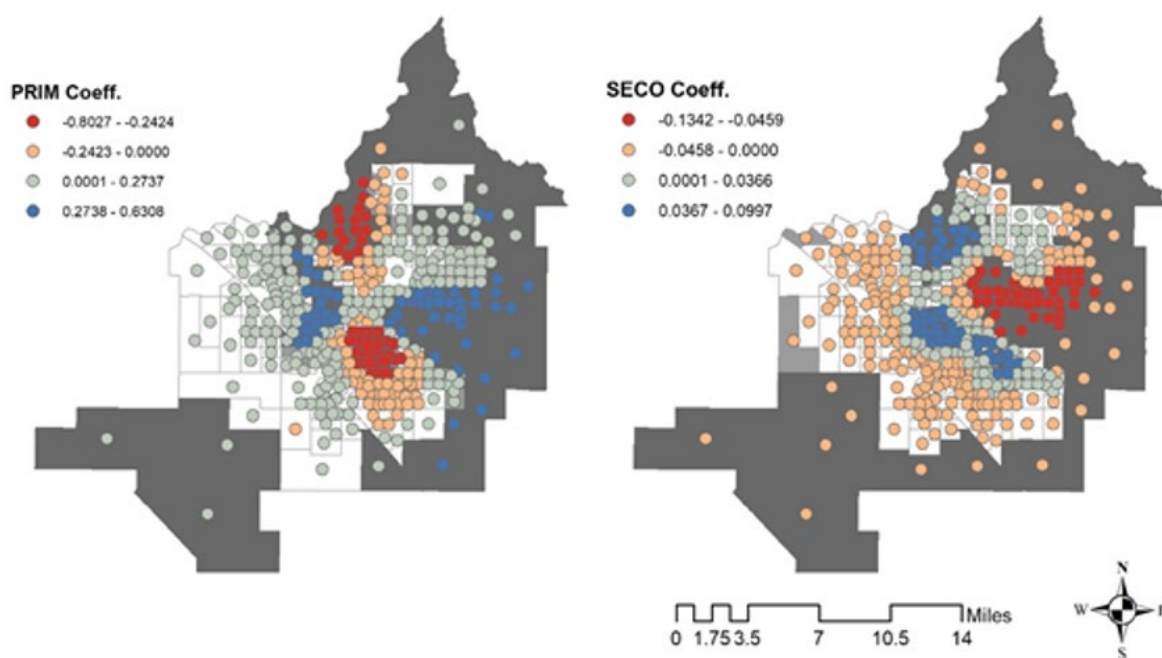 PRIM Coeff.
-0.8027 - -0.2424
-0.2423 - 0.0000
0.0001 - 0.2737
0.2738 - 0.6308
SECO Coeff.
-0.1342 - -0.0459
-0.0458 - 0.0000
0.0001 - 0.0366
0.0367 - 0.0997
Miles
0 1.75 3.5 7 10.5 14
N
W
S